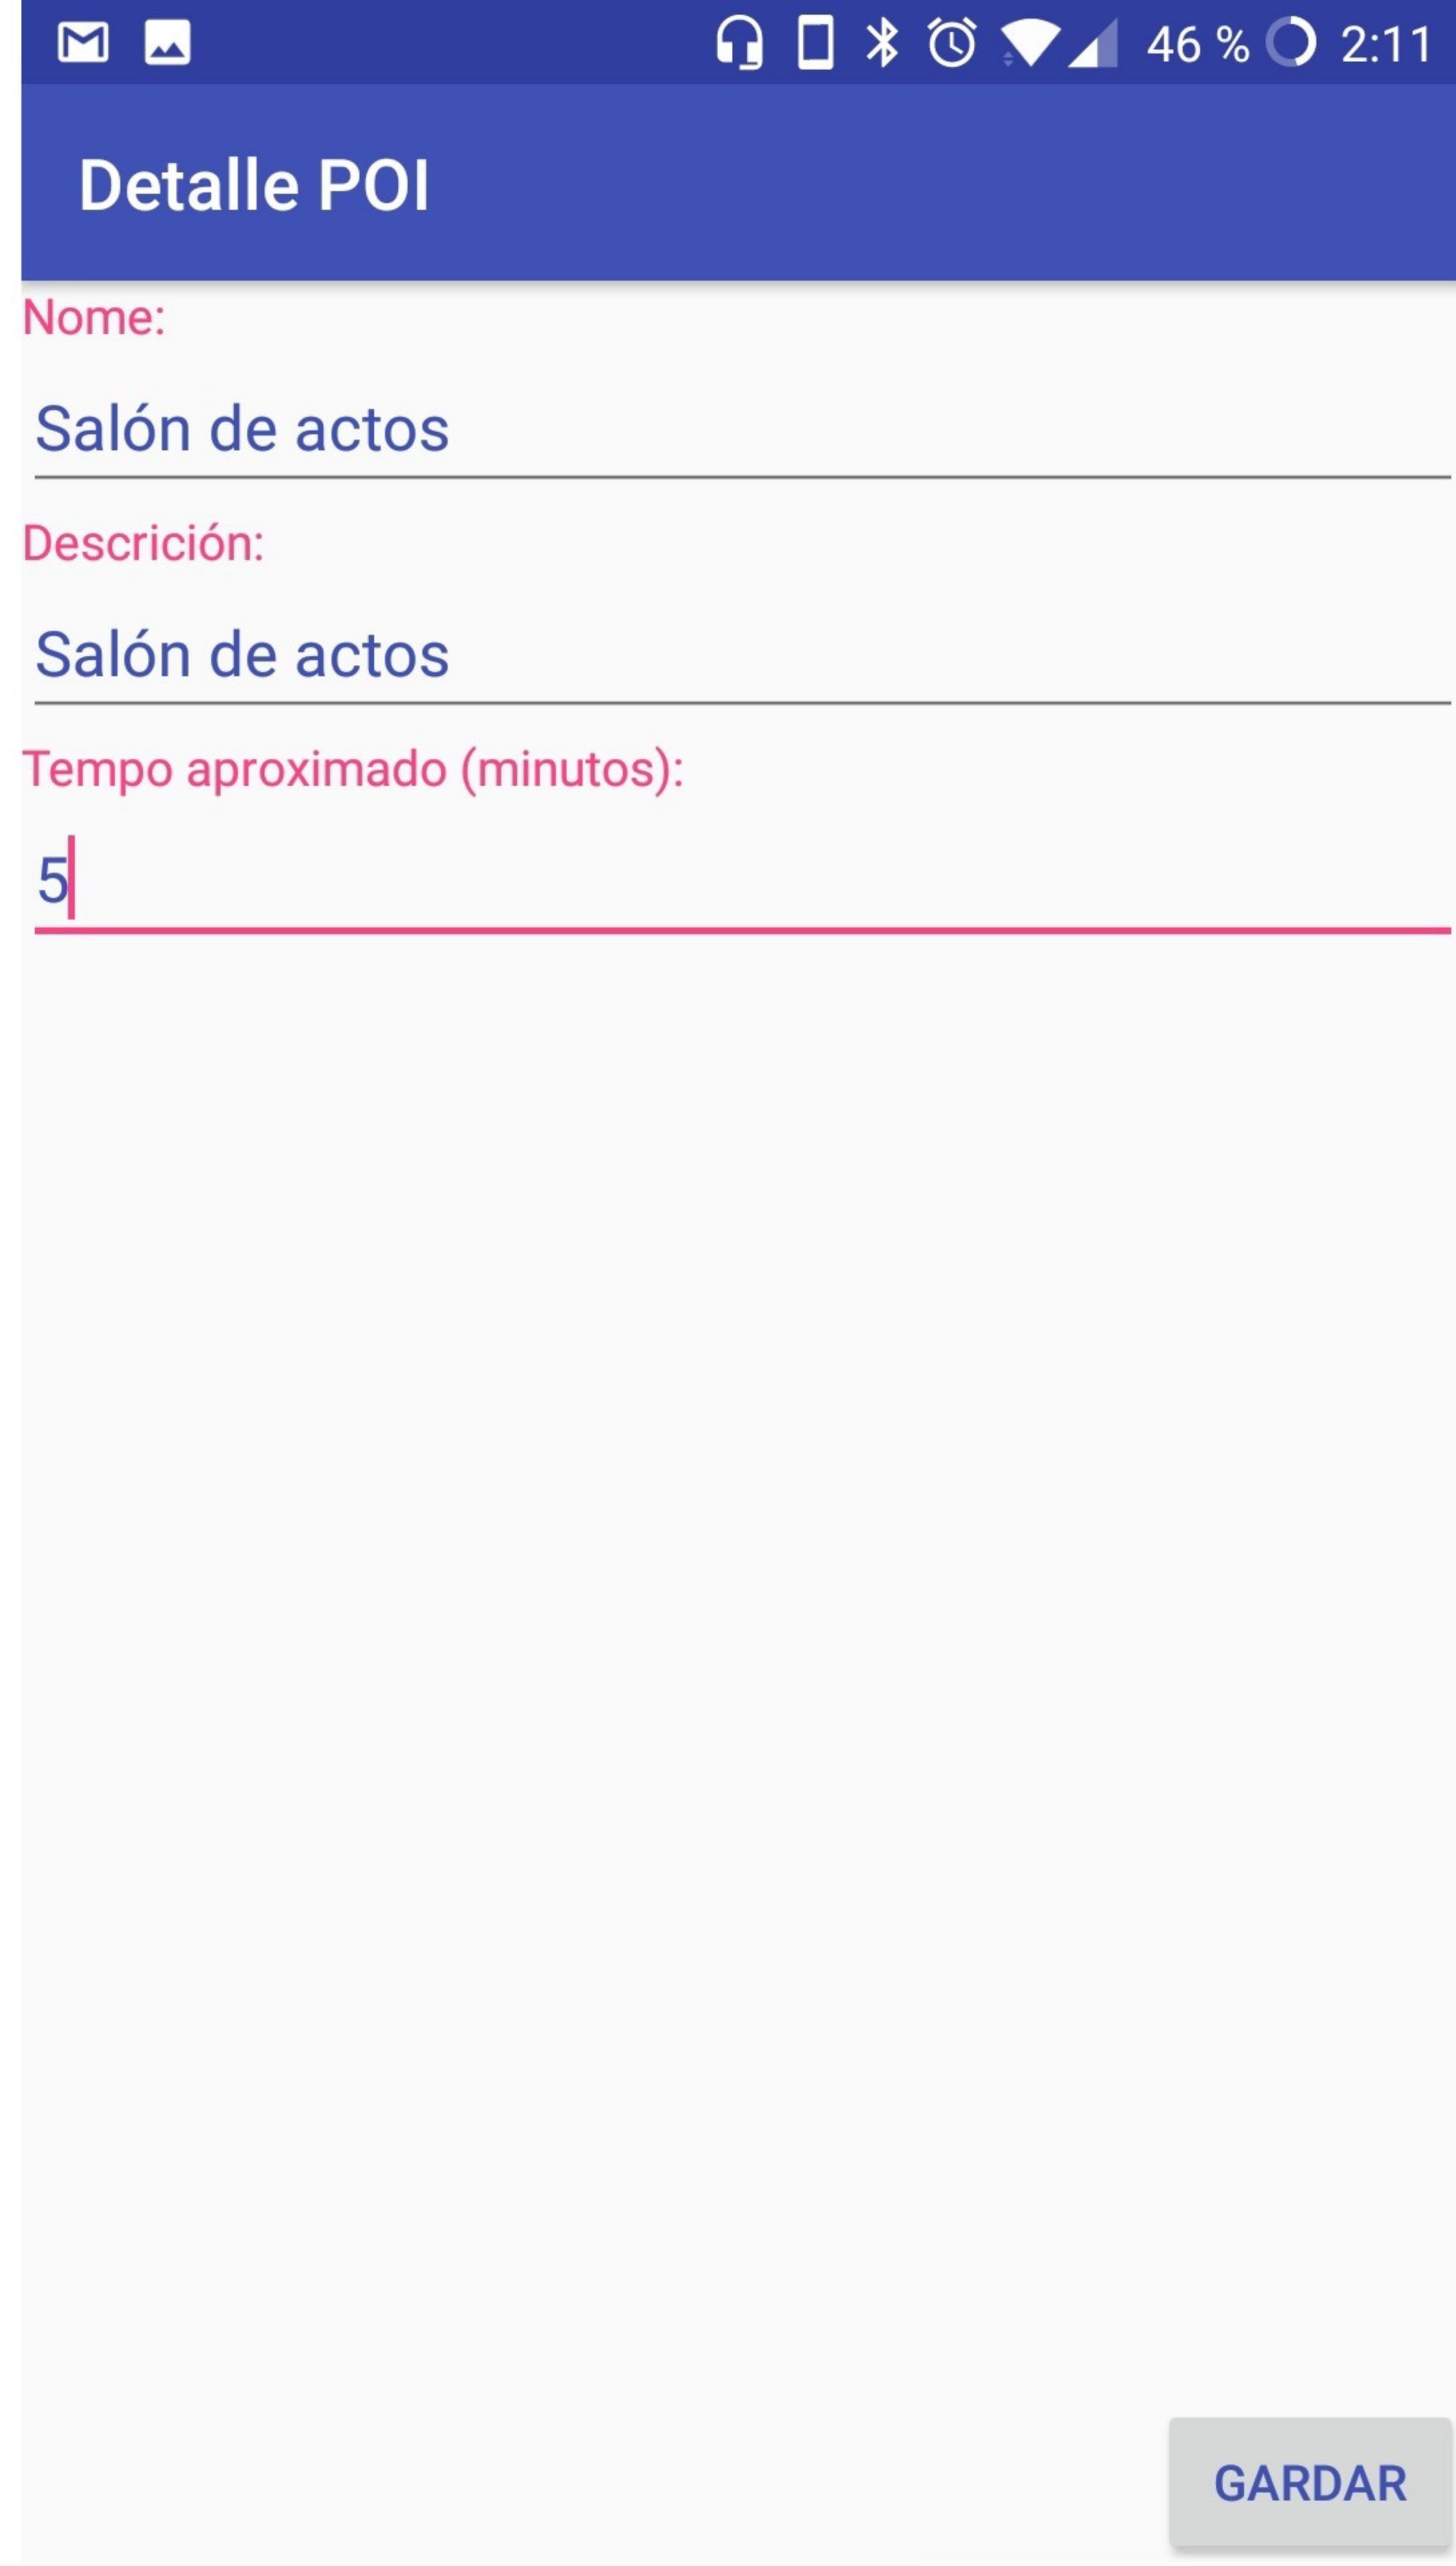 46 % 2:11
Detalle POI
Nome:
Salón de actos
Descrición:
Salón de actos
Tempo aproximado (minutos):
5
GARDAR